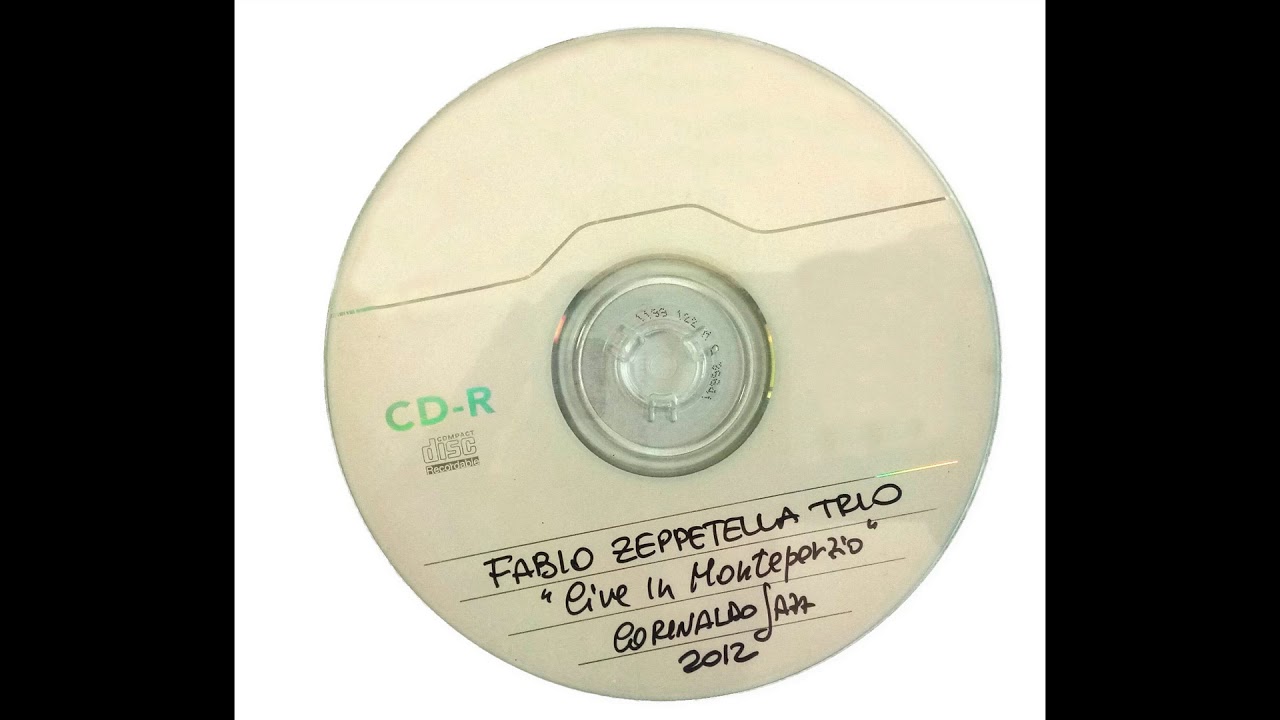 CD-R
COMPACT
disc
Recordable
FABIO ZEPPETELLA TRIO
"Live in Monteporzio"
CORINALDO JAZZ
2012